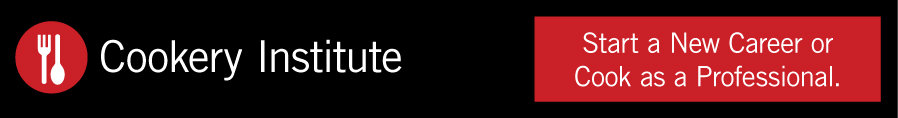 Cookery Institute
Start a New Career or
Cook as a Professional.